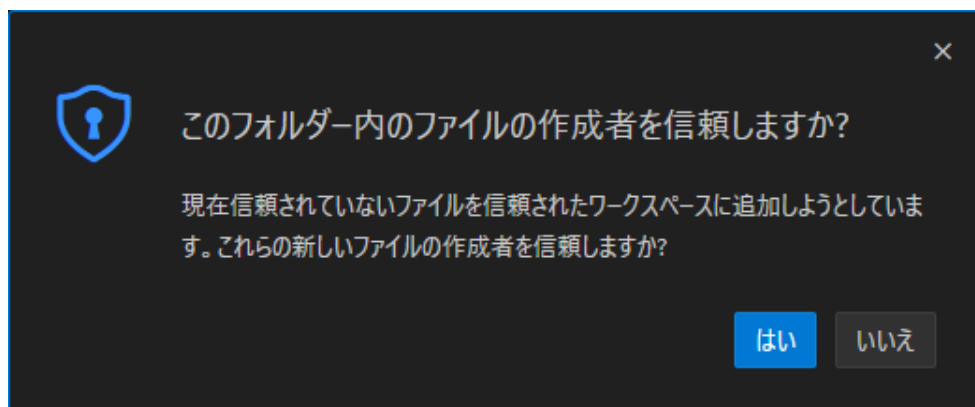 このフォルダー内のファイルの作成者を信頼しますか?
現在信頼されていないファイルを信頼されたワークスペースに追加しようとしていま
す。これらの新しいファイルの作成者を信頼しますか?
はい
いいえ